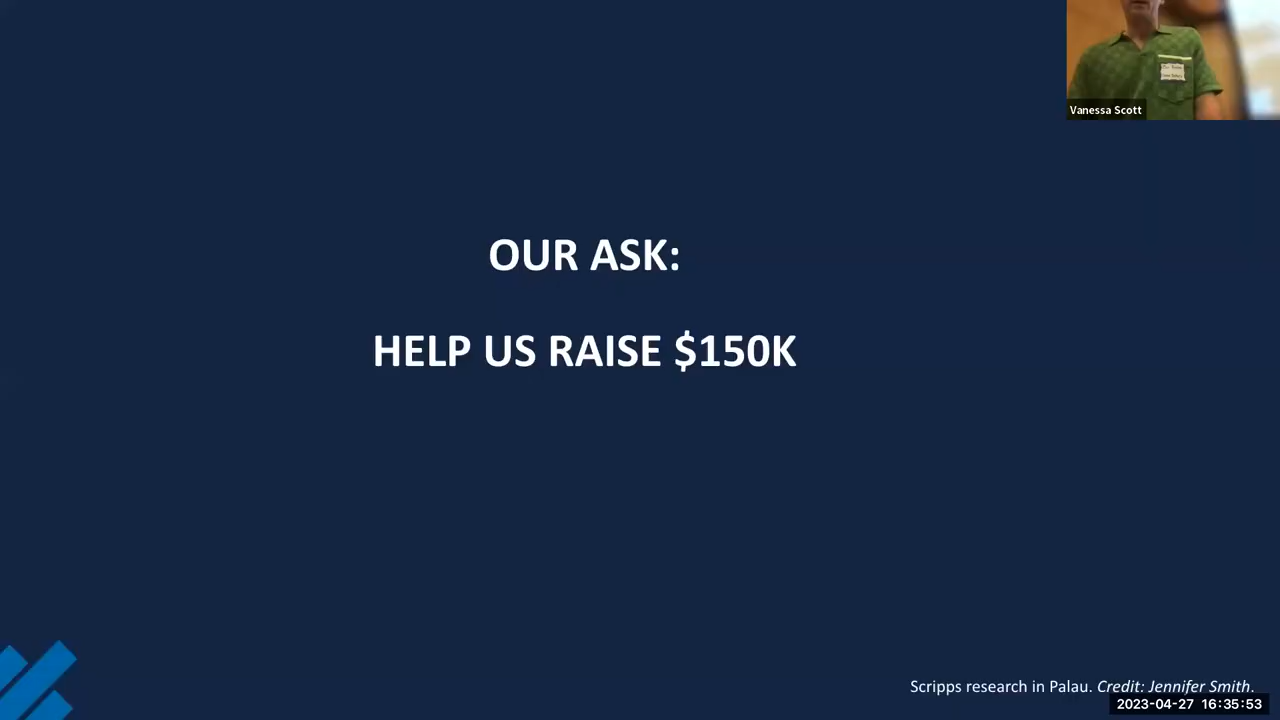 Vanessa Scott
OUR ASK:
HELP US RAISE $150K
Scripps research in Palau. Credit: Jennifer Smith.
2023-04-27 16:35:53